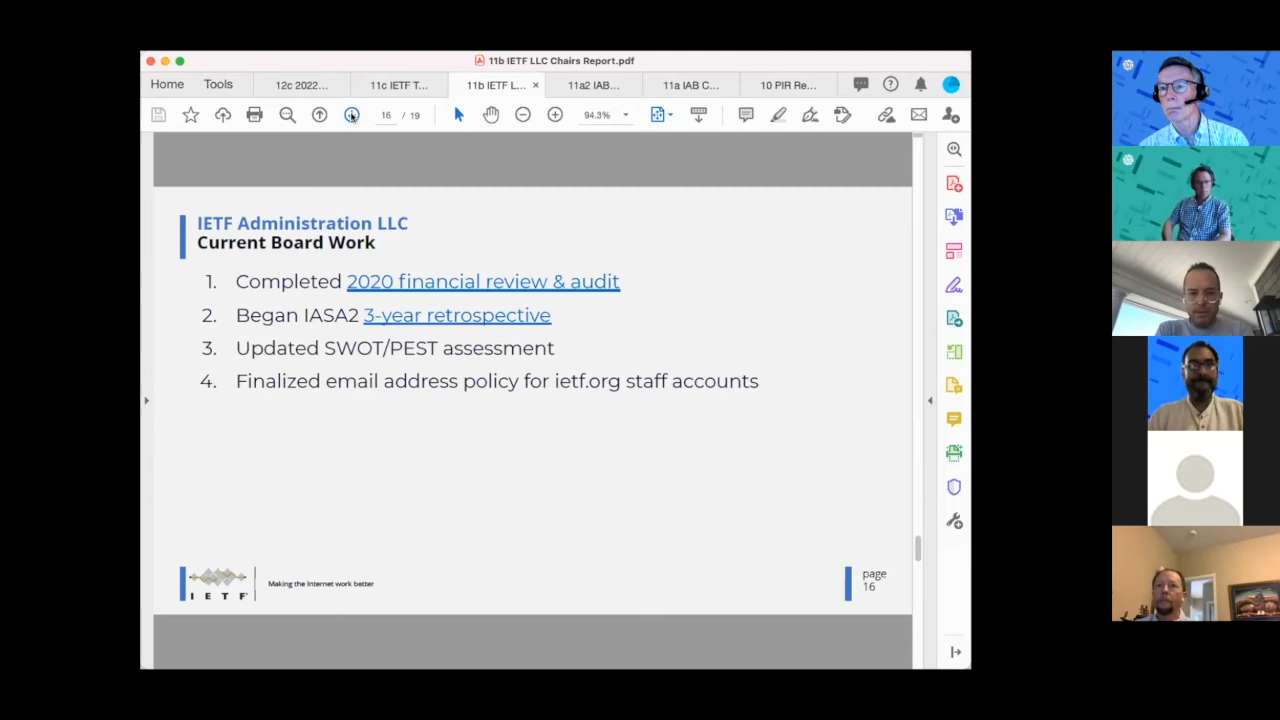 11b IETF LLC Chairs Report.pdf
Home Tools 12c 2022... 11c IETF T... 11b IETF L... × 11a2 IAB... 11a IAB C... 10 PIR Re...
16 / 19 94.3%
IETF Administration LLC
Current Board Work
1. Completed 2020 financial review & audit
2. Began IASA2 3-year retrospective
3. Updated SWOT/PEST assessment
4. Finalized email address policy for ietf.org staff accounts
I E T F
Making the Internet work better
page
16